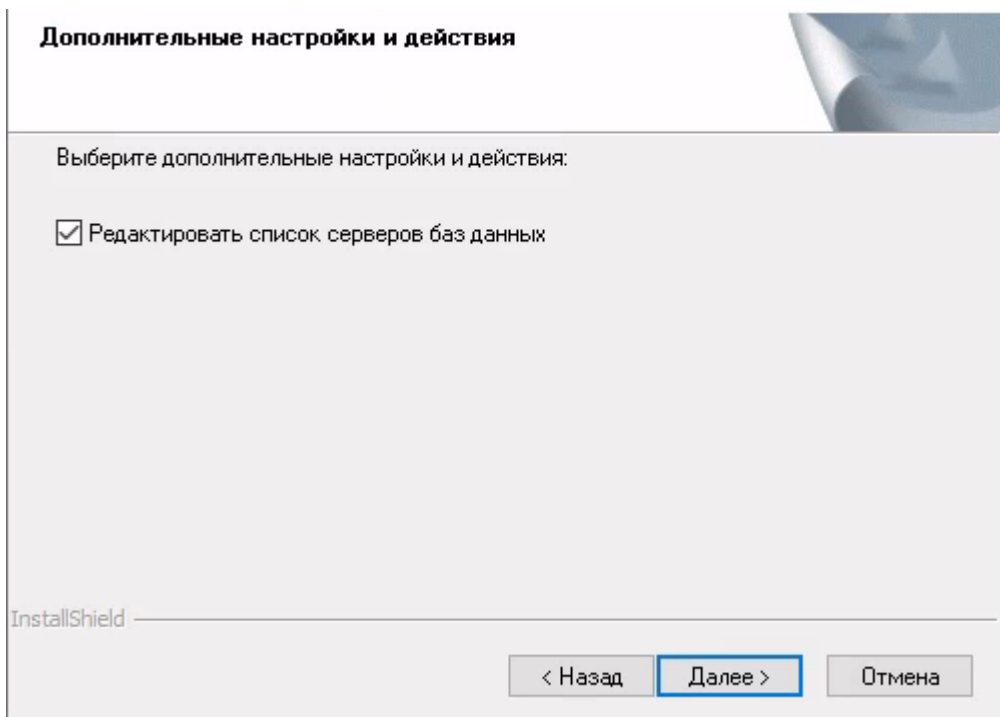 Дополнительные настройки и действия
Выберите дополнительные настройки и действия:
Редактировать список серверов баз данных
InstallShield
< Назад
Далее >
Отмена